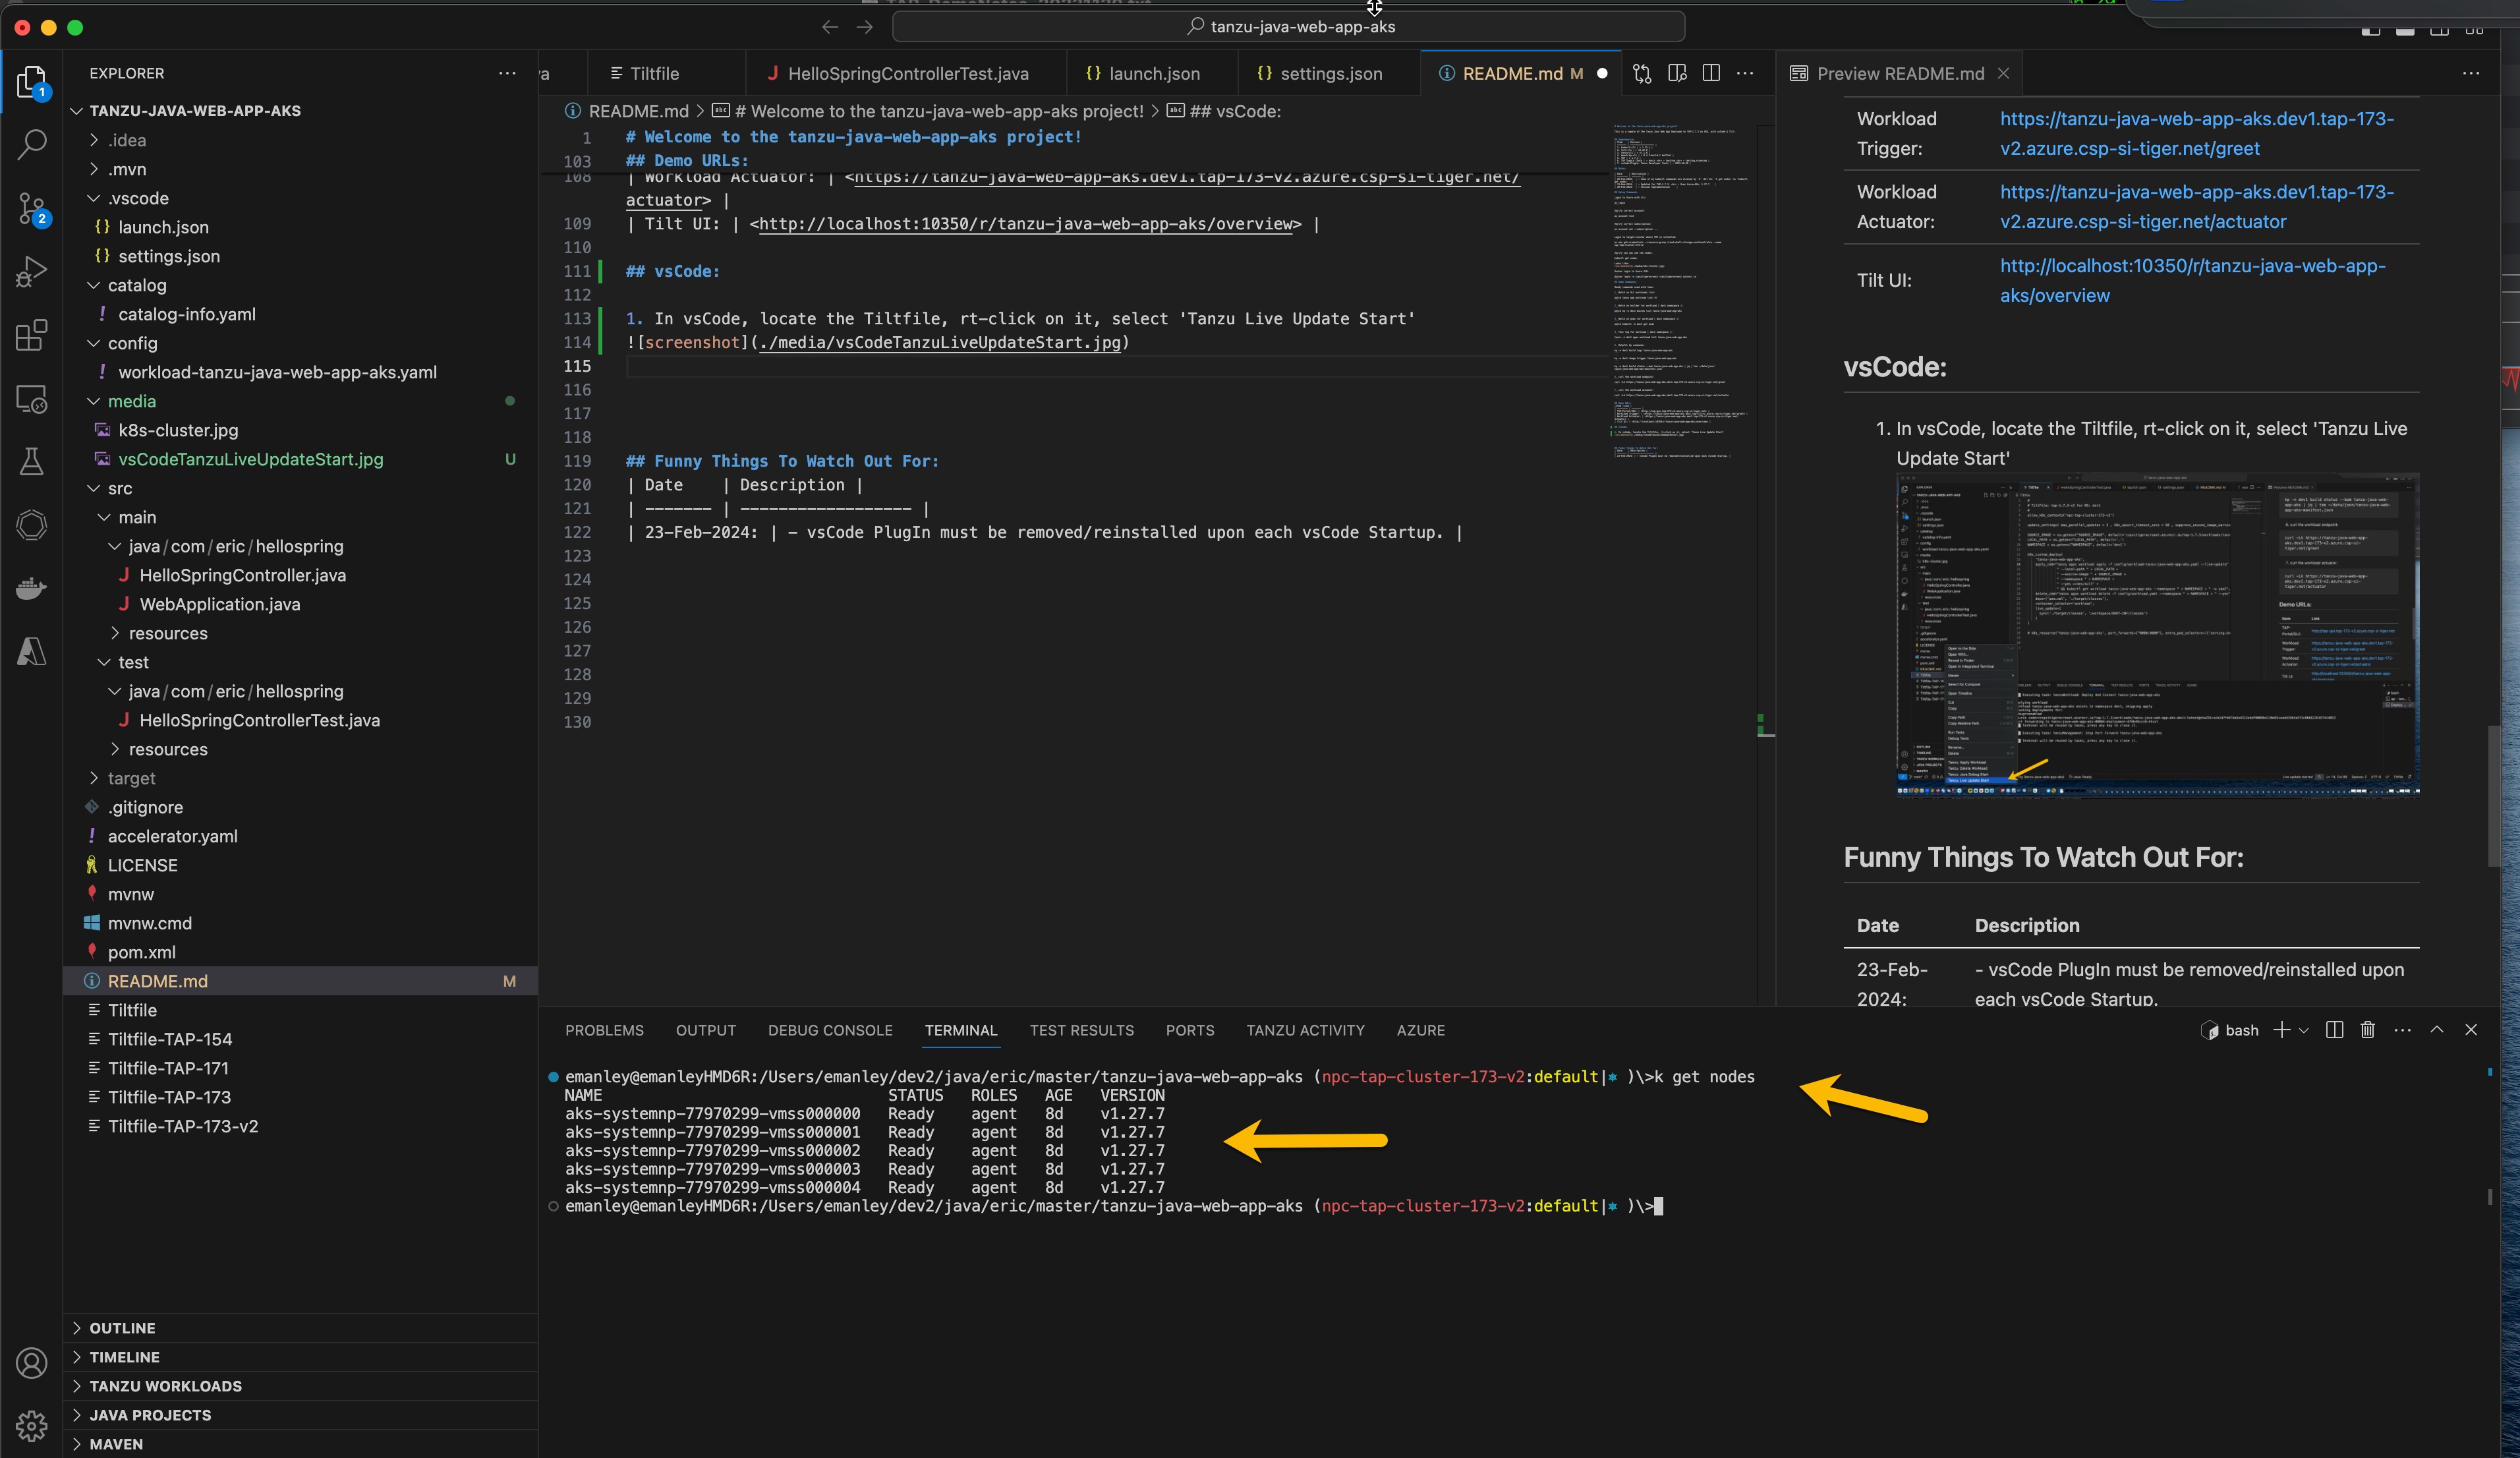 tanzu-java-web-app-aks
EXPLORER
va
Tiltfile
HelloSpringControllerTest.java
{} launch.json
{} settings.json
README.md M
Preview README.md
1
TANZU-JAVA-WEB-APP-AKS
.idea
.mvn
.vscode
{} launch.json
{} settings.json
catalog
! catalog-info.yaml
config
! workload-tanzu-java-web-app-aks.yaml
media
k8s-cluster.jpg
vsCodeTanzuLiveUpdateStart.jpg U
src
main
java/com/eric/hellospring
J HelloSpringController.java
J WebApplication.java
resources
test
java/com/eric/hellospring
J HelloSpringControllerTest.java
resources
target
.gitignore
! accelerator.yaml
LICENSE
mvnw
mvnw.cmd
pom.xml
README.md M
Tiltfile
Tiltfile-TAP-154
Tiltfile-TAP-171
Tiltfile-TAP-173
Tiltfile-TAP-173-v2
OUTLINE
TIMELINE
TANZU WORKLOADS
JAVA PROJECTS
MAVEN
2
README.md > # Welcome to the tanzu-java-web-app-aks project! > ## vsCode:
1 # Welcome to the tanzu-java-web-app-aks project!
103 ## Demo URLs:
108 | Workload Actuator: | <https://tanzu-java-web-app-aks.dev1.tap-173-v2.azure.csp-si-tiger.net/
actuator> |
109 | Tilt UI: | <http://localhost:10350/r/tanzu-java-web-app-aks/overview> |
110
111 ## vsCode:
112
113 1. In vsCode, locate the Tiltfile, rt-click on it, select 'Tanzu Live Update Start'
114 ![screenshot](./media/vsCodeTanzuLiveUpdateStart.jpg)
115
116
117
118
119 ## Funny Things To Watch Out For:
120 | Date | Description |
121 | ------- | ------------------- |
122 | 23-Feb-2024: | - vsCode PlugIn must be removed/reinstalled upon each vsCode Startup. |
123
124
125
126
127
128
129
130
Workload Trigger: https://tanzu-java-web-app-aks.dev1.tap-173-
v2.azure.csp-si-tiger.net/greet
Workload Actuator: https://tanzu-java-web-app-aks.dev1.tap-173-
v2.azure.csp-si-tiger.net/actuator
Tilt UI: http://localhost:10350/r/tanzu-java-web-app-
aks/overview
vsCode:
1. In vsCode, locate the Tiltfile, rt-click on it, select 'Tanzu Live
Update Start'
Funny Things To Watch Out For:
Date Description
23-Feb- - vsCode PlugIn must be removed/reinstalled upon
2024: each vsCode Startup.
PROBLEMS OUTPUT DEBUG CONSOLE TERMINAL TEST RESULTS PORTS TANZU ACTIVITY AZURE
bash
emanley@emanleyHMD6R:/Users/emanley/dev2/java/eric/master/tanzu-java-web-app-aks (npc-tap-cluster-173-v2:default|* )\>k get nodes
NAME STATUS ROLES AGE VERSION
aks-systemnp-77970299-vmss000000 Ready agent 8d v1.27.7
aks-systemnp-77970299-vmss000001 Ready agent 8d v1.27.7
aks-systemnp-77970299-vmss000002 Ready agent 8d v1.27.7
aks-systemnp-77970299-vmss000003 Ready agent 8d v1.27.7
aks-systemnp-77970299-vmss000004 Ready agent 8d v1.27.7
emanley@emanleyHMD6R:/Users/emanley/dev2/java/eric/master/tanzu-java-web-app-aks (npc-tap-cluster-173-v2:default|* )\>